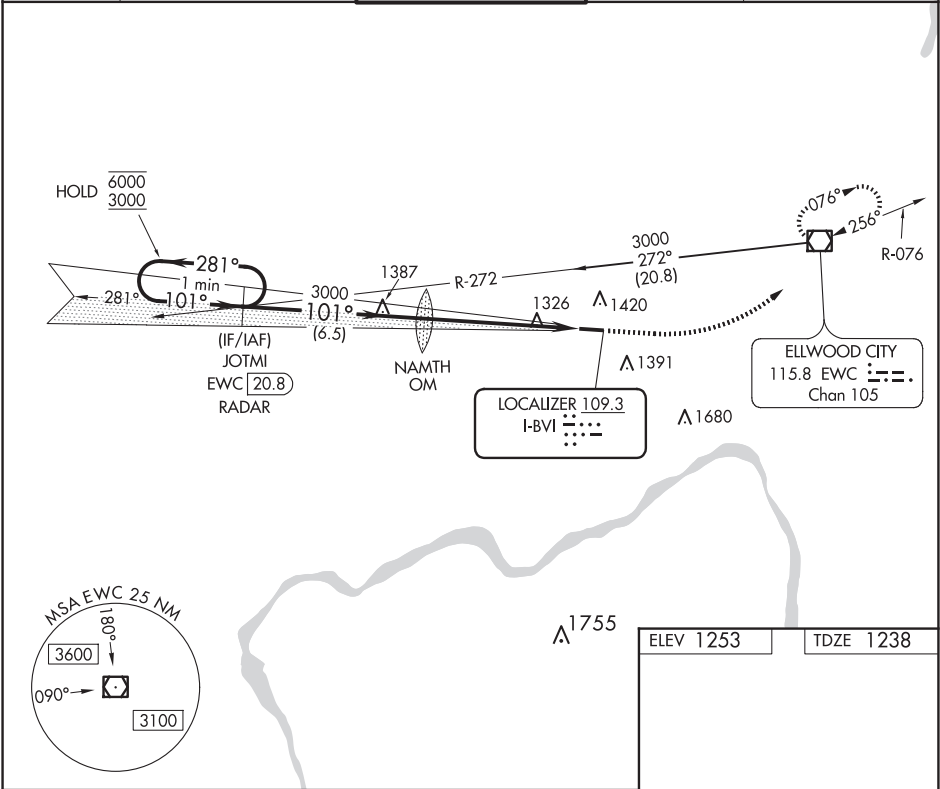 HOLD 6000
3000
281°
1 min
281°
101°
3000
101°
(6.5)
1387
R-272
3000
272°
(20.8)
076°
256°
R-076
1326
1420
1391
1680
(IF/IAF)
JOTMI
EWC 20.8
RADAR
NAMTH
OM
LOCALIZER 109.3
I-BVI
ELLWOOD CITY
115.8 EWC
Chan 105
MSA EWC 25 NM
180°
3600
090°
3100
1755
ELEV 1253
TDZE 1238